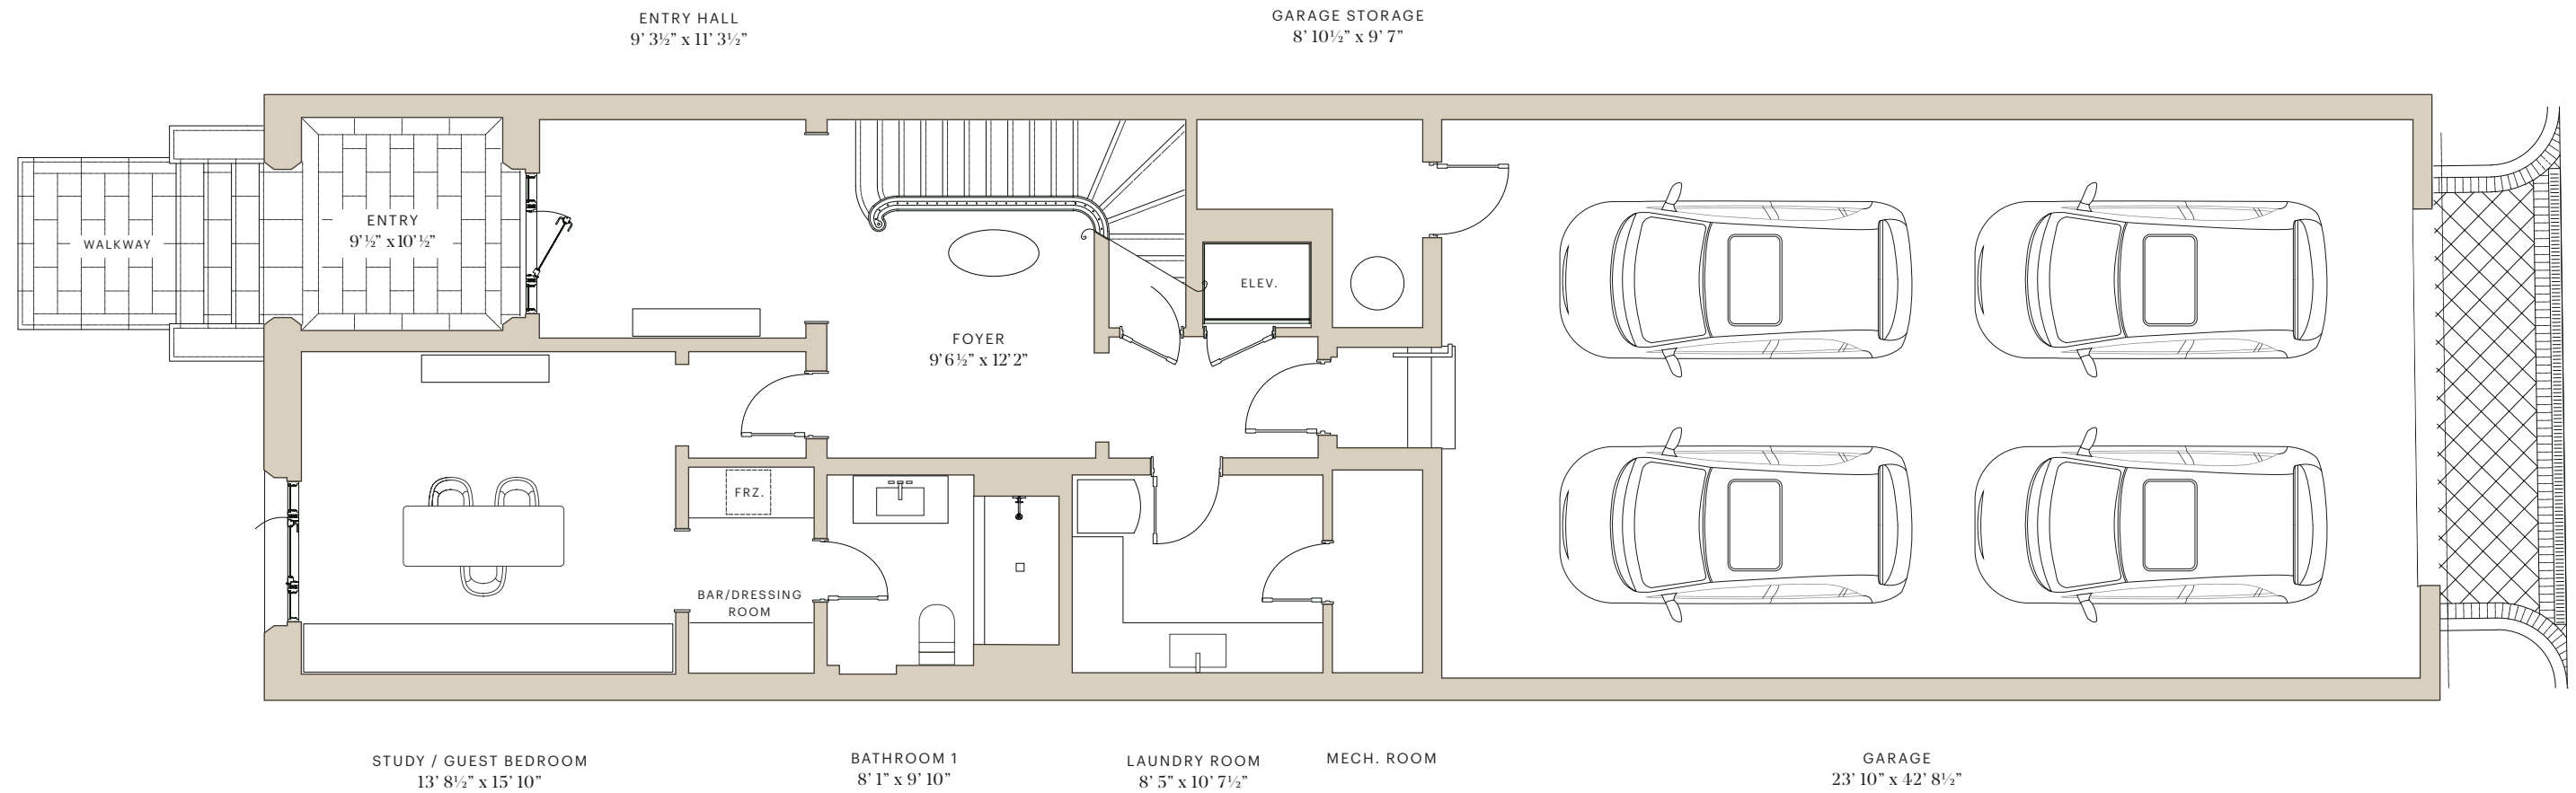 ENTRY HALL
9’ 3½” x 11’ 3½”
GARAGE STORAGE
8’ 10½” x 9’ 7”
WALKWAY
ENTRY
9’ ½” x 10’ ½”
ELEV.
FOYER
9’ 6½” x 12’ 2”
FRZ.
BAR/DRESSING
ROOM
STUDY / GUEST BEDROOM
13’ 8½” x 15’ 10”
BATHROOM 1
8’ 1” x 9’ 10”
LAUNDRY ROOM
8’ 5” x 10’ 7½”
MECH. ROOM
GARAGE
23’ 10” x 42’ 8½”